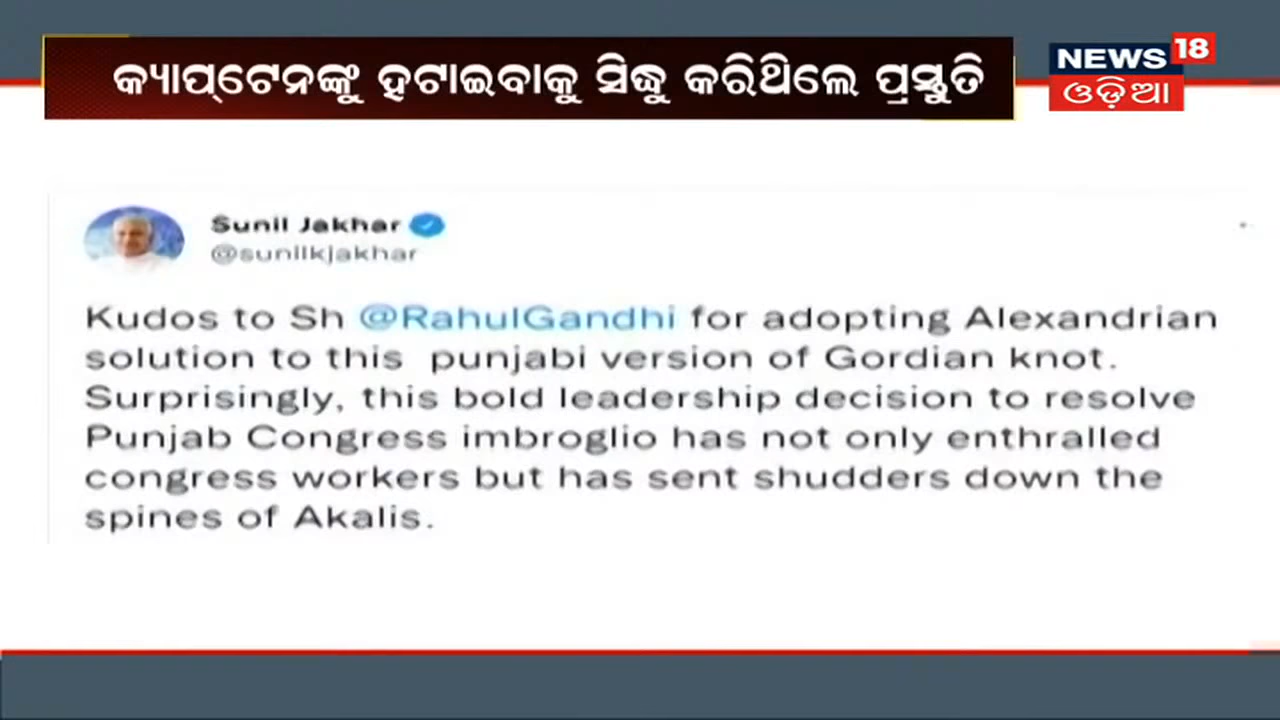 କ୍ୟାପ୍‌ଟେନଙ୍କୁ ହଟାଇବାକୁ ସିଦ୍ଧୁ କରିଥିଲେ ପ୍ରସ୍ତୁତି
NEWS 18
ଓଡ଼ିଆ
Sunil Jakhar
@sunilkjakhar
Kudos to Sh @RahulGandhi for adopting Alexandrian
solution to this punjabi version of Gordian knot.
Surprisingly, this bold leadership decision to resolve
Punjab Congress imbroglio has not only enthralled
congress workers but has sent shudders down the
spines of Akalis.